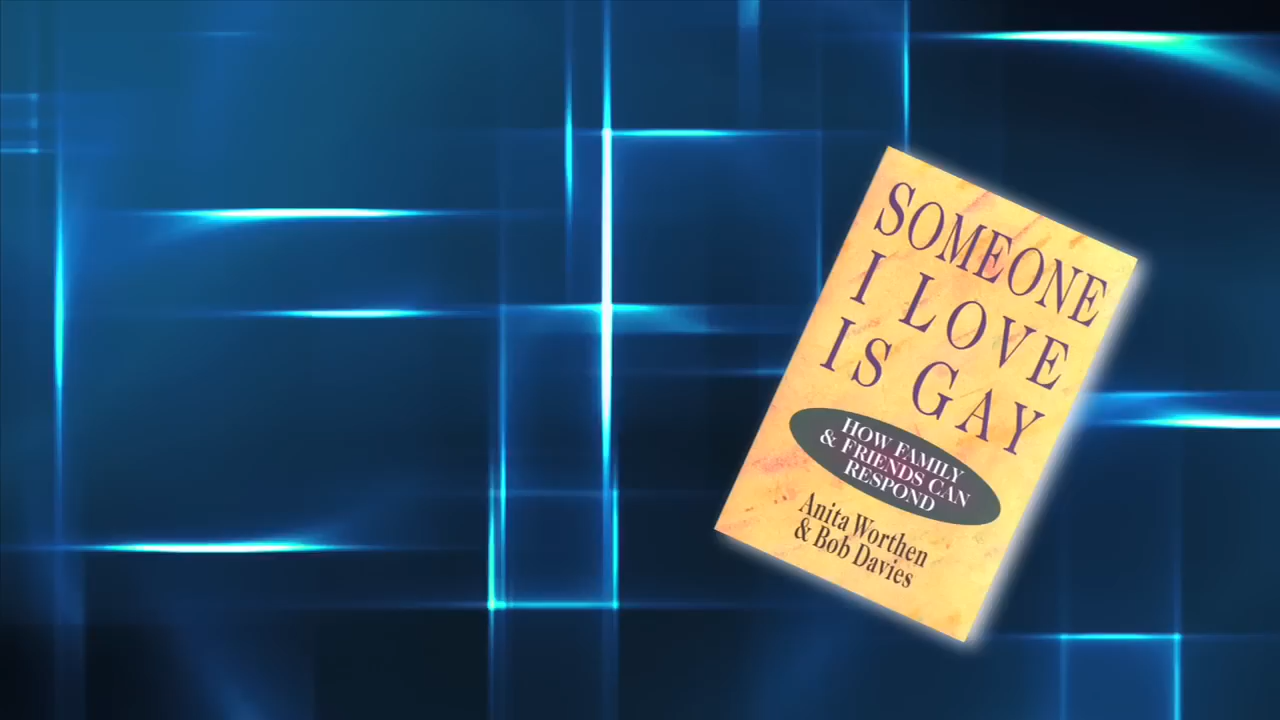 SOMEONE
I LOVE
IS GAY
HOW FAMILY
& FRIENDS CAN
RESPOND
Anita Worthen
& Bob Davies